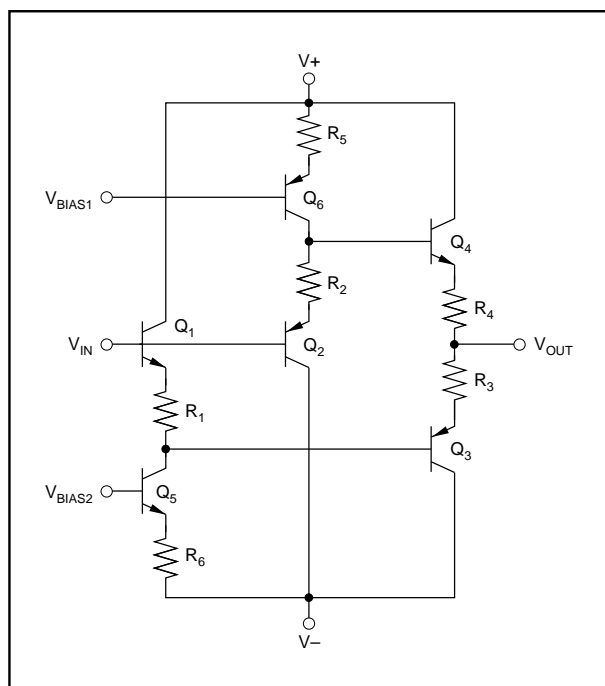 V+
R5
VBIAS1
Q6
Q4
R2
R4
Q1
VIN
Q2
VOUT
R3
R1
Q3
VBIAS2
Q5
R6
V–